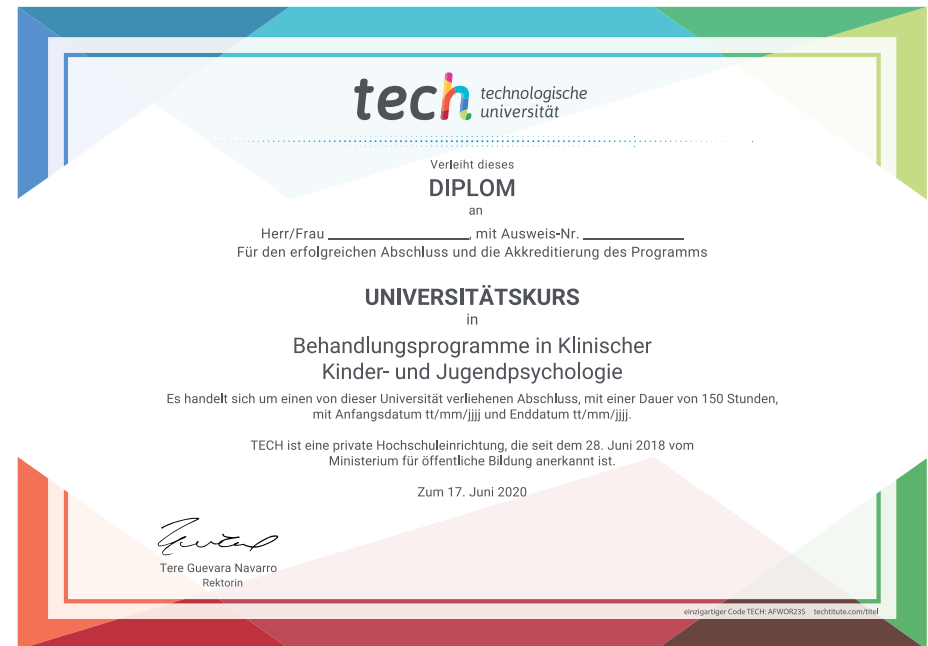 tech technologische
universität
Verleiht dieses
DIPLOM
an
Herr/Frau ____________, mit Ausweis-Nr. ____________
Für den erfolgreichen Abschluss und die Akkreditierung des Programms
UNIVERSITÄTSKURS
in
Behandlungsprogramme in Klinischer
Kinder- und Jugendpsychologie
Es handelt sich um einen von dieser Universität verliehenen Abschluss, mit einer Dauer von 150 Stunden,
mit Anfangsdatum tt/mm/jjjj und Enddatum tt/mm/jjjj.
TECH ist eine private Hochschuleinrichtung, die seit dem 28. Juni 2018 vom
Ministerium für öffentliche Bildung anerkannt ist.
Zum 17. Juni 2020
Tere Guevara Navarro
Rektorin
einzigartiger Code TECH: AFWOR23S techtitute.com/titel